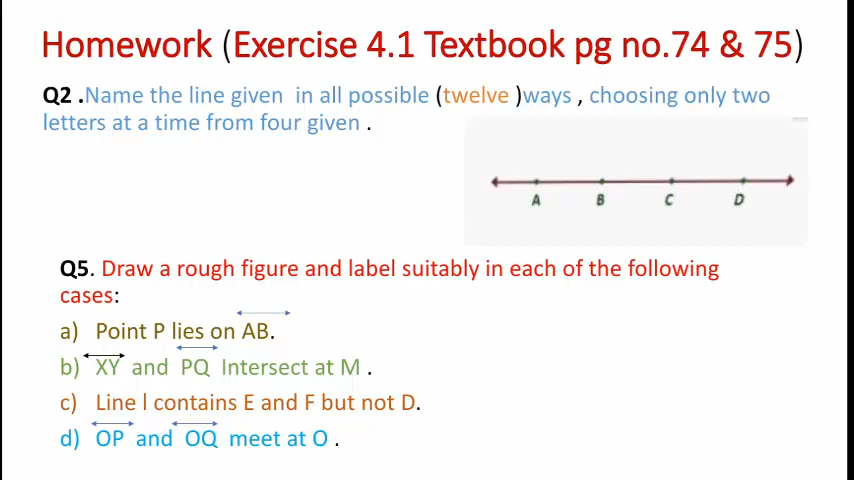 Homework (Exercise 4.1 Textbook pg no.74 & 75)
Q2 .Name the line given in all possible (twelve )ways , choosing only two
letters at a time from four given .
A B C D
Q5. Draw a rough figure and label suitably in each of the following
cases:
a) Point P lies on AB.
b) XY and PQ Intersect at M .
c) Line l contains E and F but not D.
d) OP and OQ meet at O .